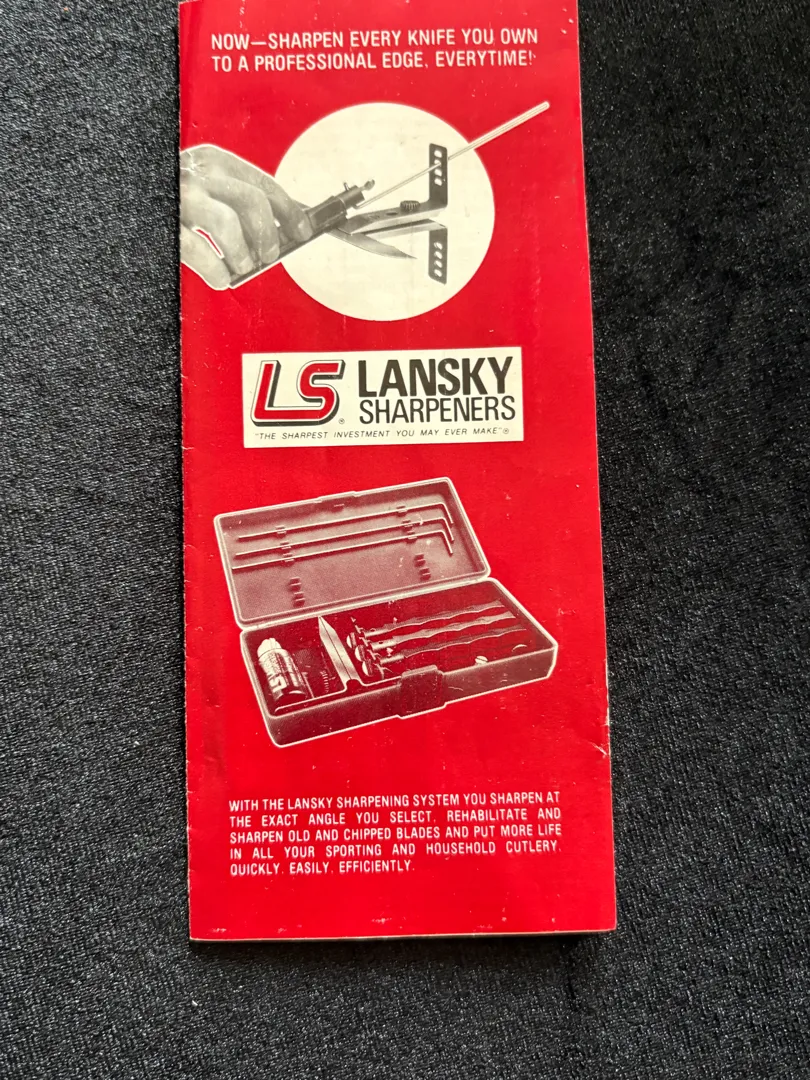 NOW—SHARPEN EVERY KNIFE YOU OWN
TO A PROFESSIONAL EDGE, EVERYTIME!
LS® LANSKY
SHARPENERS
"THE SHARPEST INVESTMENT YOU MAY EVER MAKE"®
WITH THE LANSKY SHARPENING SYSTEM YOU SHARPEN AT
THE EXACT ANGLE YOU SELECT. REHABILITATE AND
SHARPEN OLD AND CHIPPED BLADES AND PUT MORE LIFE
IN ALL YOUR SPORTING AND HOUSEHOLD CUTLERY.
QUICKLY. EASILY. EFFICIENTLY.